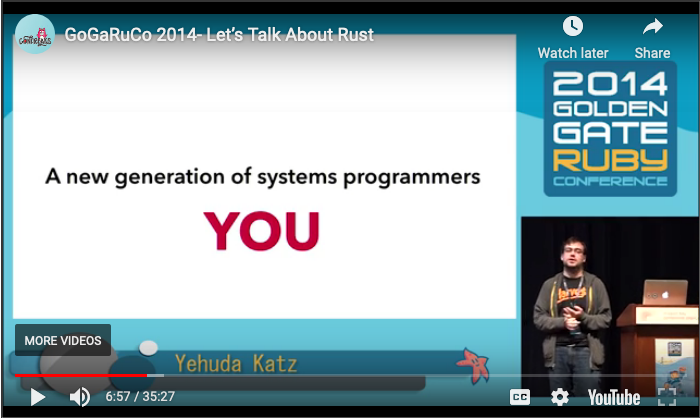 GoGaRuCo 2014- Let's Talk About Rust
Watch later
Share
2014
GOLDEN
GATE
RUBY
CONFERENCE
A new generation of systems programmers
YOU
MORE VIDEOS
Yehuda Katz
6:57 / 35:27
CC
YouTube